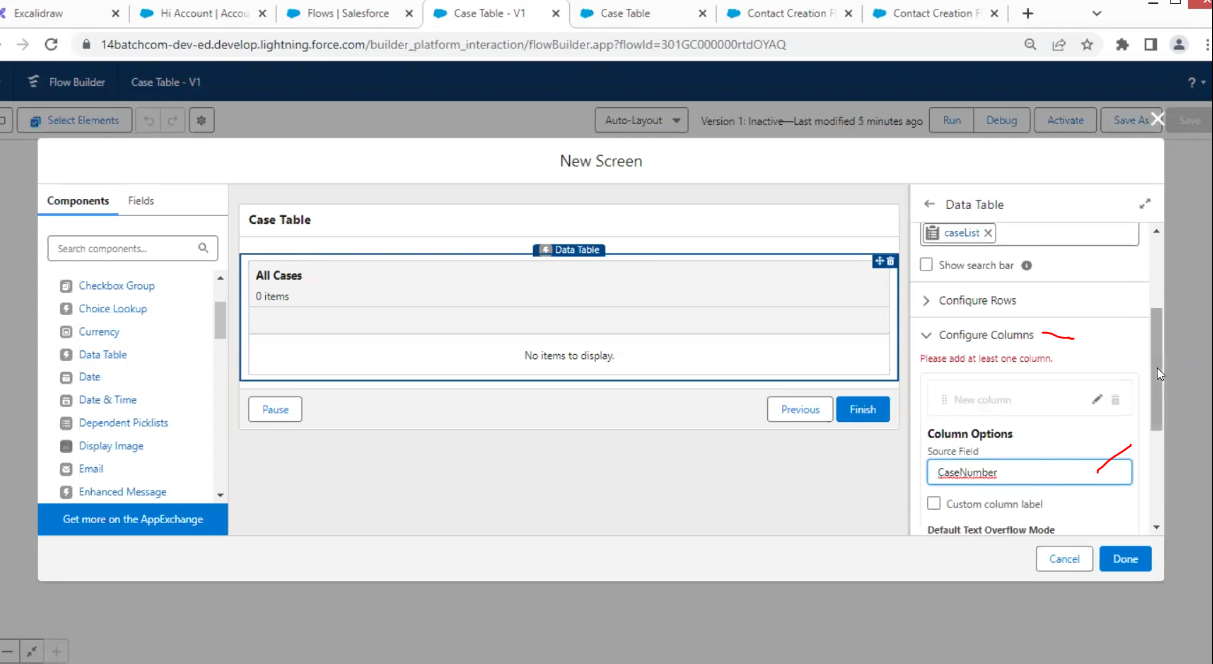 Excalidraw
Hi Account | Accou
Flows | Salesforce
Case Table - V1
Case Table
Contact Creation F
Contact Creation F
14batchcom-dev-ed.develop.lightning.force.com/builder_platform_interaction/flowBuilder.app?flowId=301GC000000rtdOYAQ
Flow Builder
Case Table - V1
?
Select Elements
Auto-Layout
Version 1: Inactive—Last modified 5 minutes ago
Run
Debug
Activate
Save As
Save
New Screen
Components
Fields
Search components...
Checkbox Group
Choice Lookup
Currency
Data Table
Date
Date & Time
Dependent Picklists
Display Image
Email
Enhanced Message
Get more on the AppExchange
Case Table
Data Table
All Cases
0 items
No items to display.
Pause
Previous
Finish
Data Table
caseList
Show search bar
Configure Rows
Configure Columns
Please add at least one column.
New column
Column Options
Source Field
CaseNumber
Custom column label
Default Text Overflow Mode
Cancel
Done